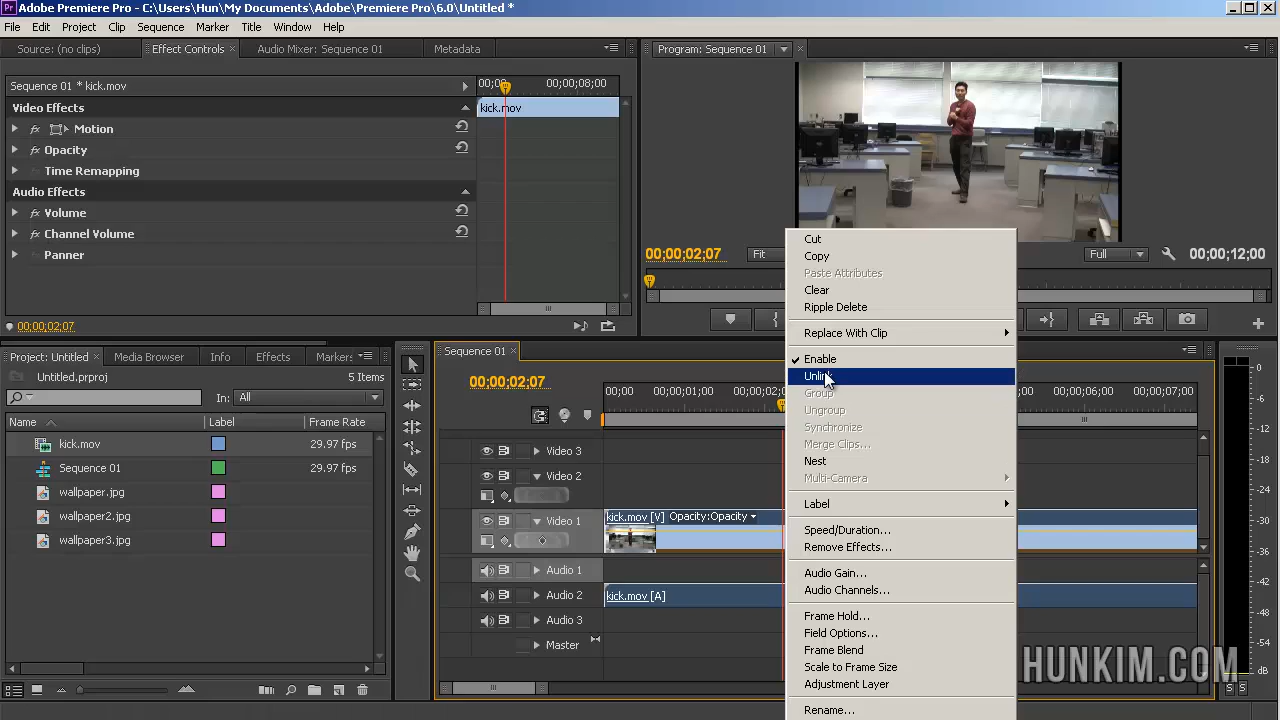 Adobe Premiere Pro - C:\Users\Hun\My Documents\Adobe\Premiere Pro\6.0\Untitled *
File Edit Project Clip Sequence Marker Title Window Help
Source: (no clips) Effect Controls Audio Mixer: Sequence 01 Metadata
Program: Sequence 01
Sequence 01 * kick.mov
00;00 00;00;08;00
Video Effects
kick.mov
fx Motion
fx Opacity
Time Remapping
Audio Effects
fx Volume
fx Channel Volume
Panner
00;00;02;07
00;00;02;07 Fit Full 00;00;12;00
Cut
Copy
Paste Attributes
Clear
Ripple Delete
Replace With Clip
Enable
Unlink
Group
Ungroup
Synchronize
Merge Clips...
Nest
Multi-Camera
Label
Speed/Duration...
Remove Effects...
Audio Gain...
Audio Channels...
Frame Hold...
Field Options...
Frame Blend
Scale to Frame Size
Adjustment Layer
Rename...
Project: Untitled Media Browser Info Effects Markers
Untitled.prproj 5 Items
In: All
Name Label Frame Rate
kick.mov 29.97 fps
Sequence 01 29.97 fps
wallpaper.jpg
wallpaper2.jpg
wallpaper3.jpg
Sequence 01
00;00;02;07
00;00 00;00;01;00 00;00;06;00 00;00;07;00
Video 3
Video 2
Video 1
kick.mov [V] Opacity:Opacity
Audio 1
Audio 2
kick.mov [A]
Audio 3
Master
0
-6
-12
-18
-24
-30
-36
-42
-48
-54
dB
S S
HUNKIM.COM